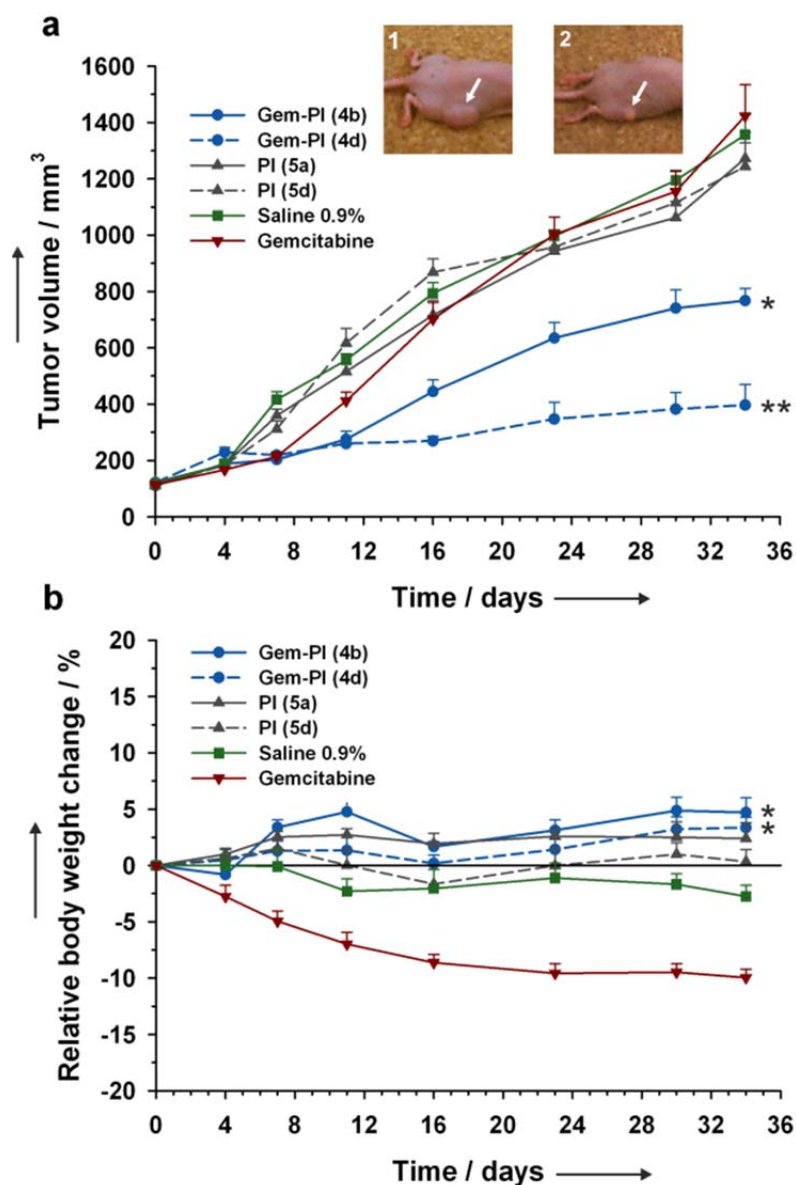 a
1
2
1600
1400
1200
1000
800
600
400
200
0
Tumor volume / mm³
Gem-PI (4b)
Gem-PI (4d)
PI (5a)
PI (5d)
Saline 0.9%
Gemcitabine
*
**
0 4 8 12 16 20 24 28 32 36
Time / days
b
20
15
10
5
0
-5
-10
-15
-20
Relative body weight change / %
Gem-PI (4b)
Gem-PI (4d)
PI (5a)
PI (5d)
Saline 0.9%
Gemcitabine
*
*
0 4 8 12 16 20 24 28 32 36
Time / days